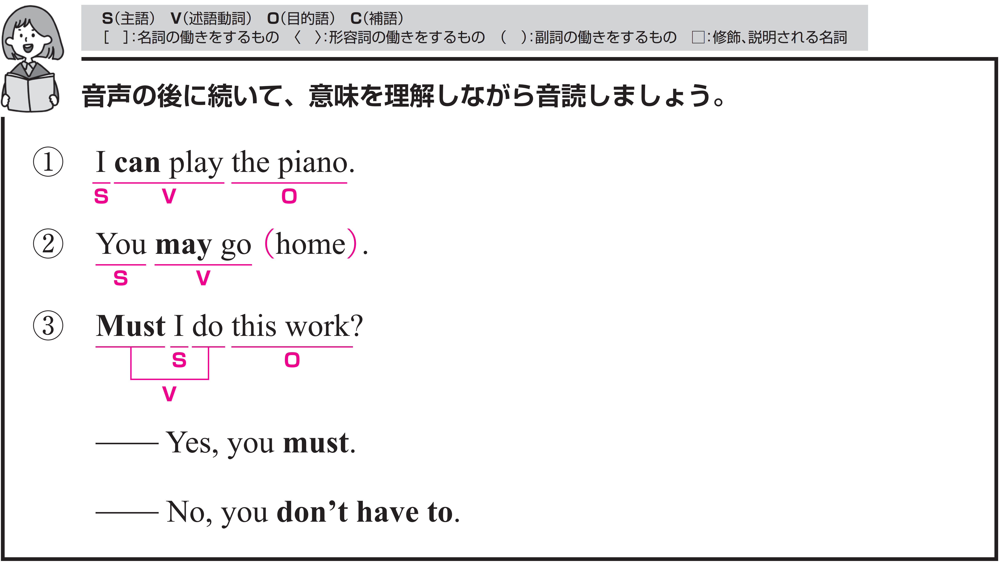 S（主語）　V（述語動詞）　O（目的語）　C（補語）
［　］：名詞の働きをするもの　〈　〉：形容詞の働きをするもの　（　）：副詞の働きをするもの　□：修飾、説明される名詞
音声の後に続いて、意味を理解しながら音読しましょう。
① I can play the piano.
S V O
② You may go （home）.
S V
③ Must I do this work?
S O
V
―― Yes, you must.
―― No, you don’t have to.